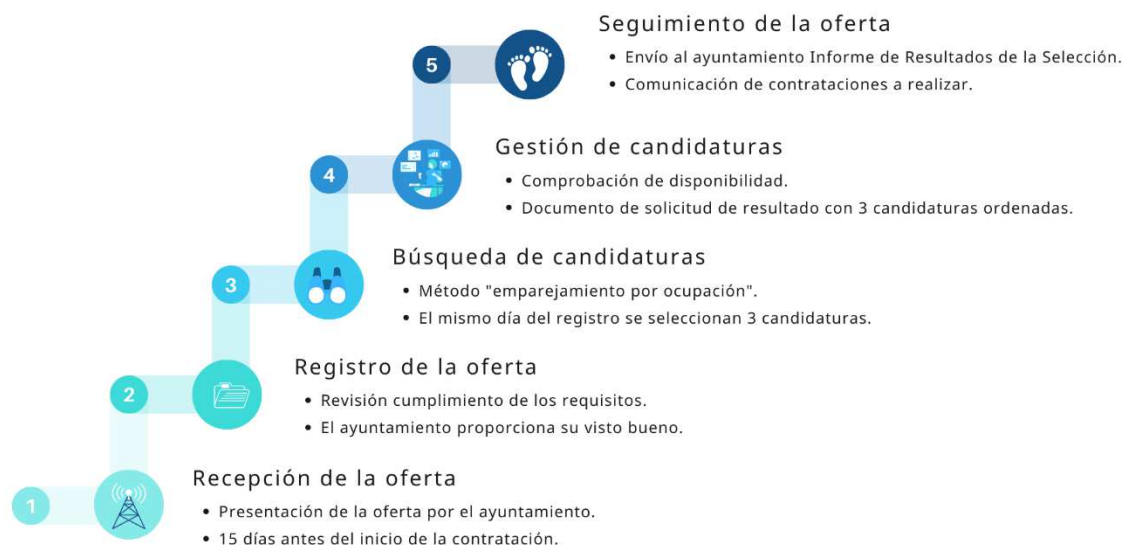 5
Seguimiento de la oferta
• Envío al ayuntamiento Informe de Resultados de la Selección.
• Comunicación de contrataciones a realizar.
4
Gestión de candidaturas
• Comprobación de disponibilidad.
• Documento de solicitud de resultado con 3 candidaturas ordenadas.
3
Búsqueda de candidaturas
• Método "emparejamiento por ocupación".
• El mismo día del registro se seleccionan 3 candidaturas.
2
Registro de la oferta
• Revisión cumplimiento de los requisitos.
• El ayuntamiento proporciona su visto bueno.
1
Recepción de la oferta
• Presentación de la oferta por el ayuntamiento.
• 15 días antes del inicio de la contratación.